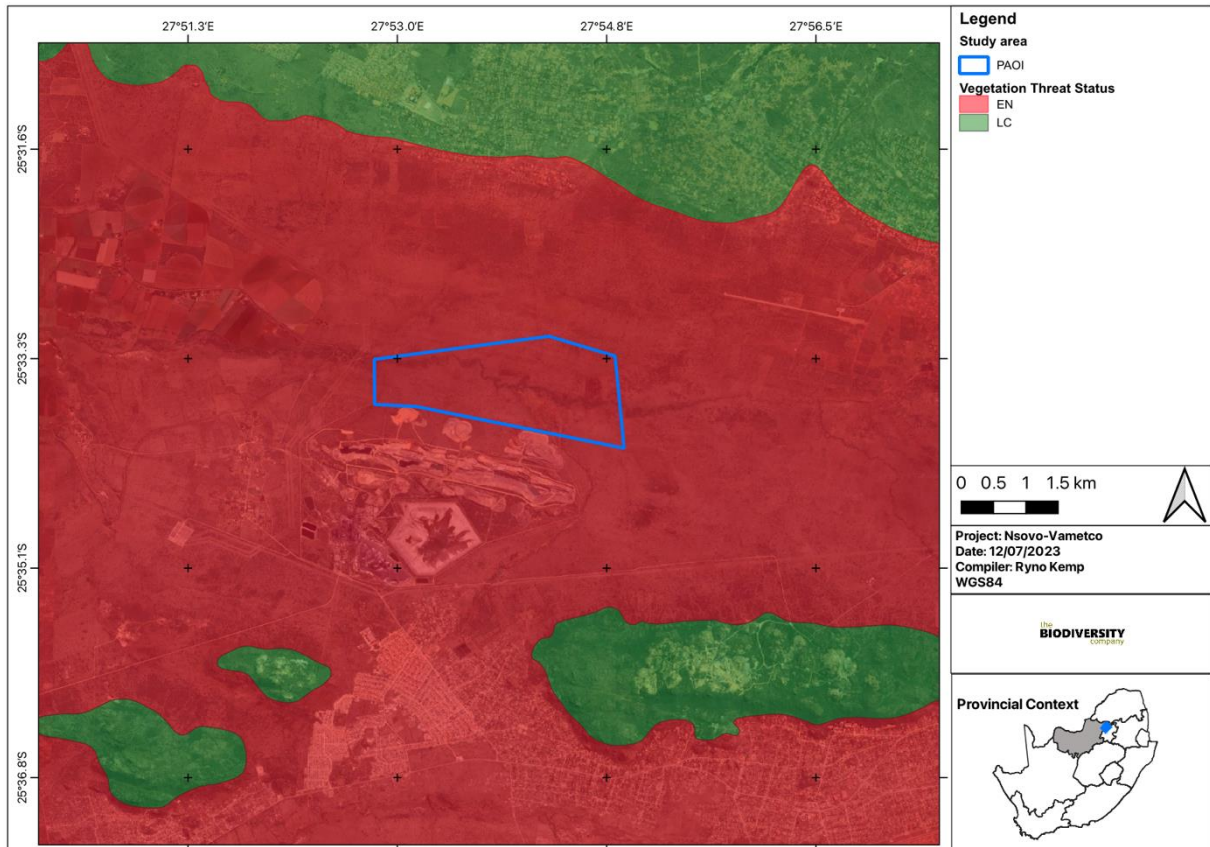 27°51.3'E 27°53.0'E 27°54.8'E 27°56.5'E
25°31.6'S
25°33.3'S
25°35.1'S
25°36.8'S
Legend
Study area
PAOI
Vegetation Threat Status
EN
LC
0 0.5 1 1.5 km
Project: Nsovo-Vametco
Date: 12/07/2023
Compiler: Ryno Kemp
WGS84
the
BIODIVERSITY
company
Provincial Context